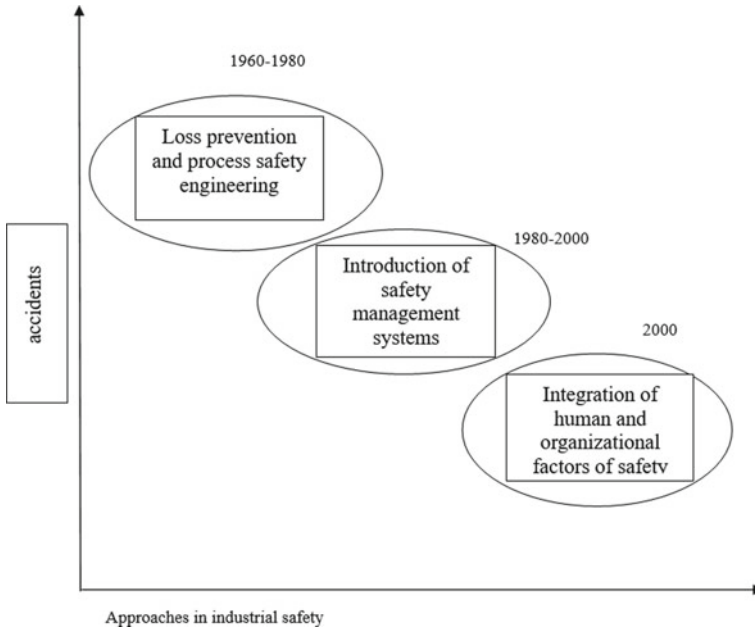 1960-1980
Loss prevention
and process safety
engineering
1980-2000
Introduction of
safety
management
systems
2000
Integration of
human and
organizational
factors of safety
accidents
Approaches in industrial safety